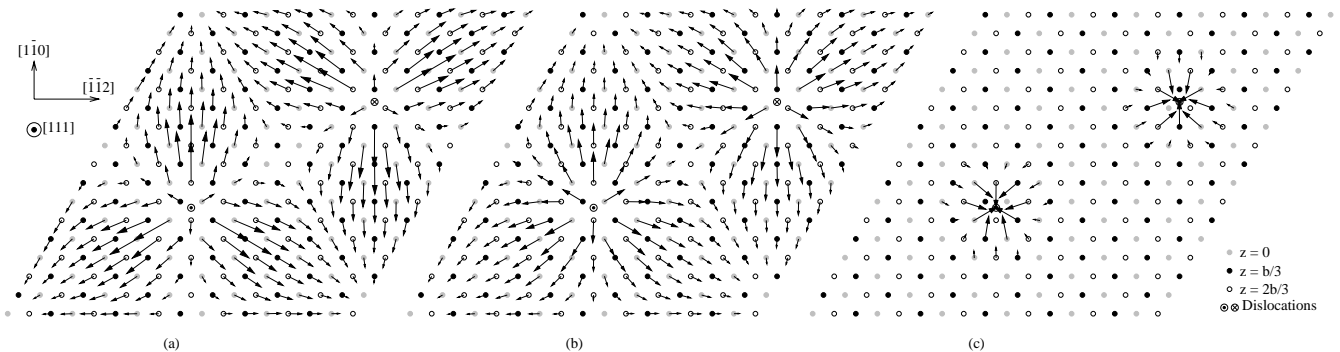 [11̄0]
[1̄1̄2]
[111]
z = 0
z = b/3
z = 2b/3
Dislocations
(a)
(b)
(c)